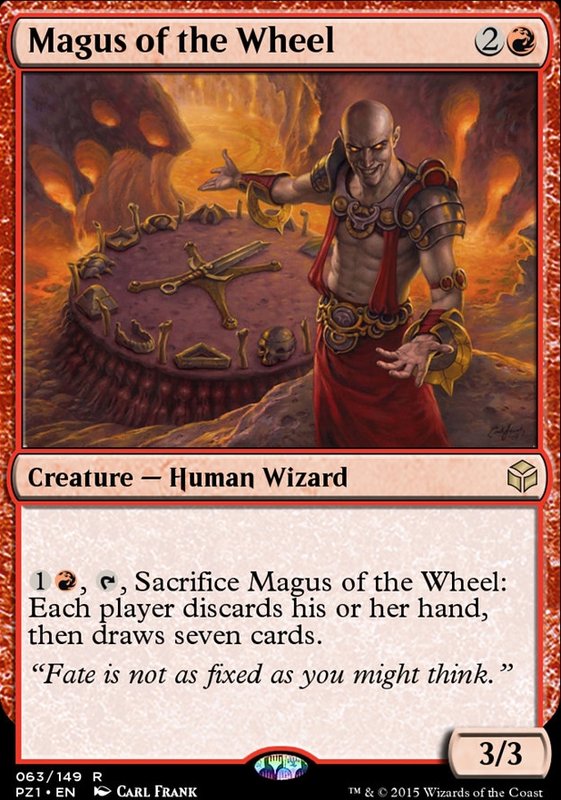 Magus of the Wheel 2
Creature — Human Wizard
1, , Sacrifice Magus of the Wheel:
Each player discards his or her hand,
then draws seven cards.
“Fate is not as fixed as you might think.”
3/3
063/149 R
PZ1 • EN CARL FRANK ™ & © 2015 Wizards of the Coast